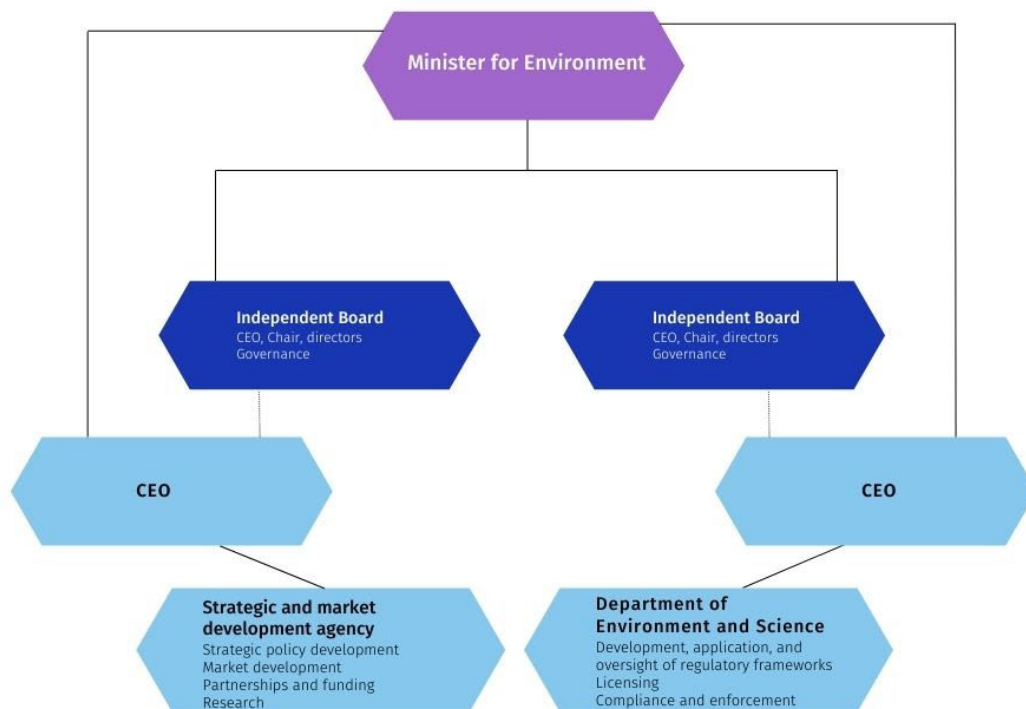 Minister for Environment
Independent Board
CEO, Chair, directors
Governance
Independent Board
CEO, Chair, directors
Governance
CEO
CEO
Strategic and market
development agency
Strategic policy development
Market development
Partnerships and funding
Research
Department of
Environment and Science
Development, application, and
oversight of regulatory frameworks
Licensing
Compliance and enforcement